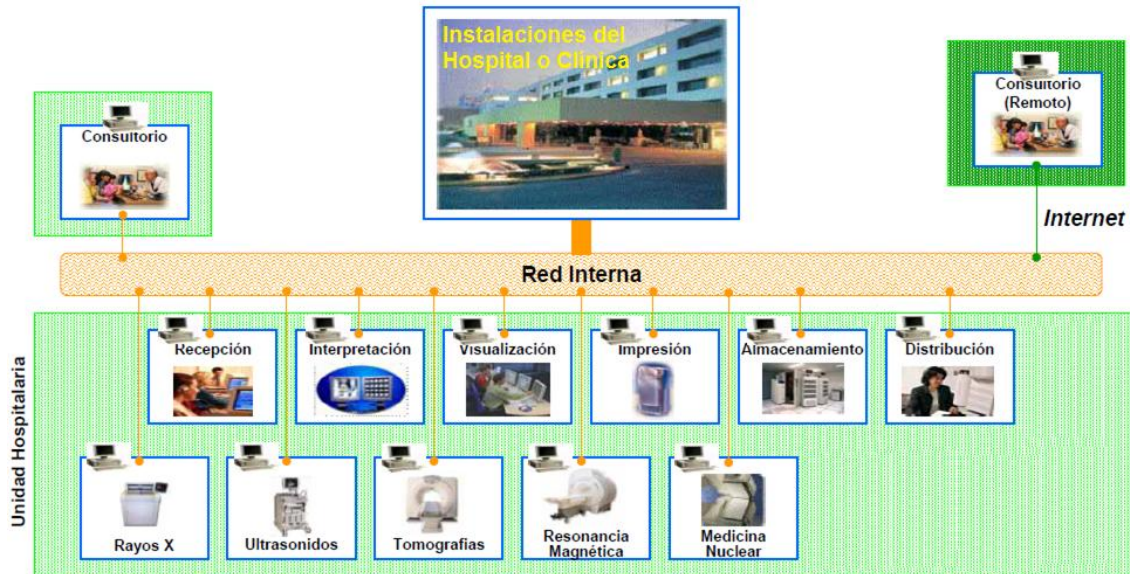 Instalaciones del
Hospital o Clínica
Consultorio
Consultorio
(Remoto)
Internet
Red Interna
Unidad Hospitalaria
Recepción
Interpretación
Visualización
Impresión
Almacenamiento
Distribución
Rayos X
Ultrasonidos
Tomografias
Resonancia
Magnética
Medicina
Nuclear